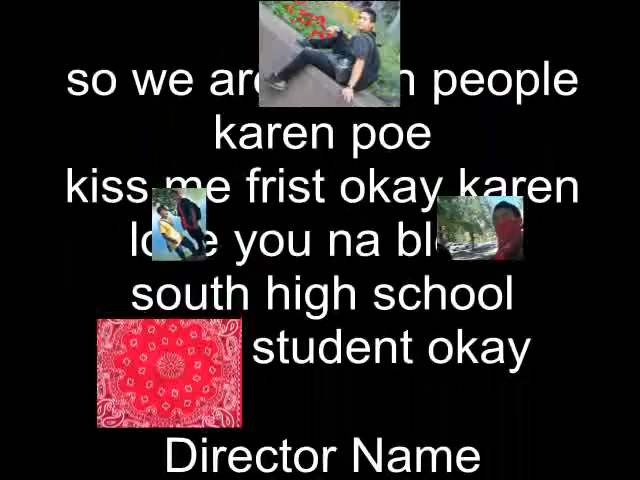 so we are people
karen poe
kiss me frist okay karen
you na
south high school
student okay
Director Name